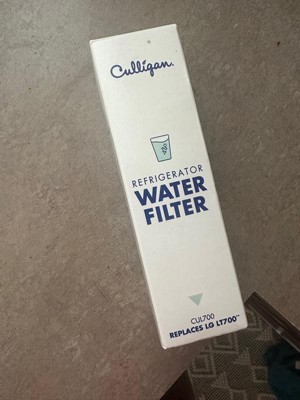 Culligan.
REFRIGERATOR
WATER
FILTER
CUL700
REPLACES LG LT700™